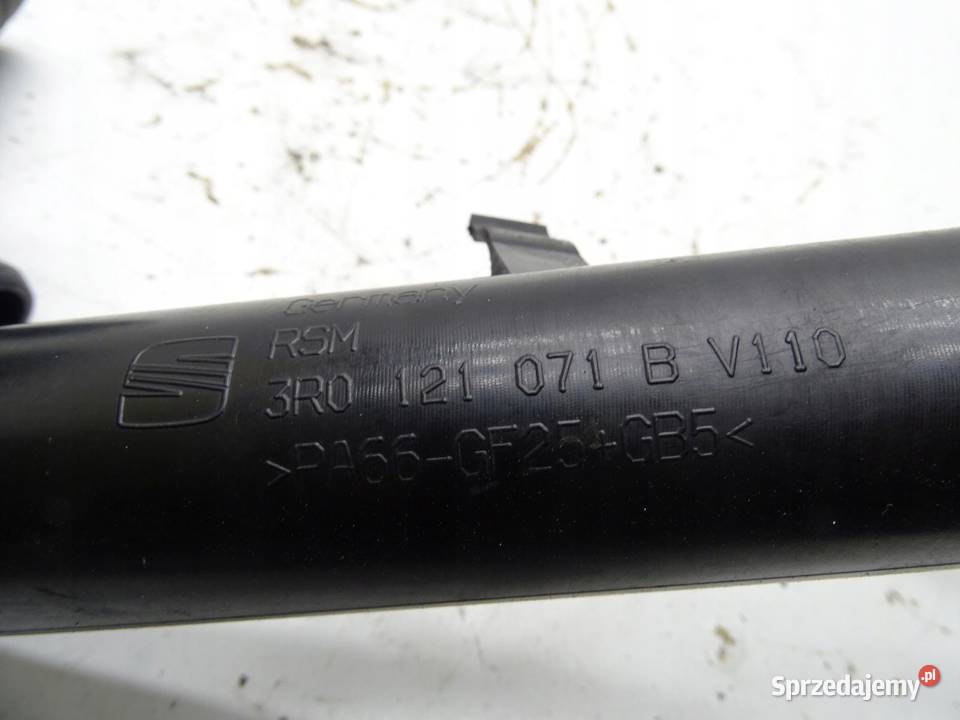 Germany
RSM
3R0 121 071 B V110
>PA66-GF25+GB5<
Sprzedajemy.pl